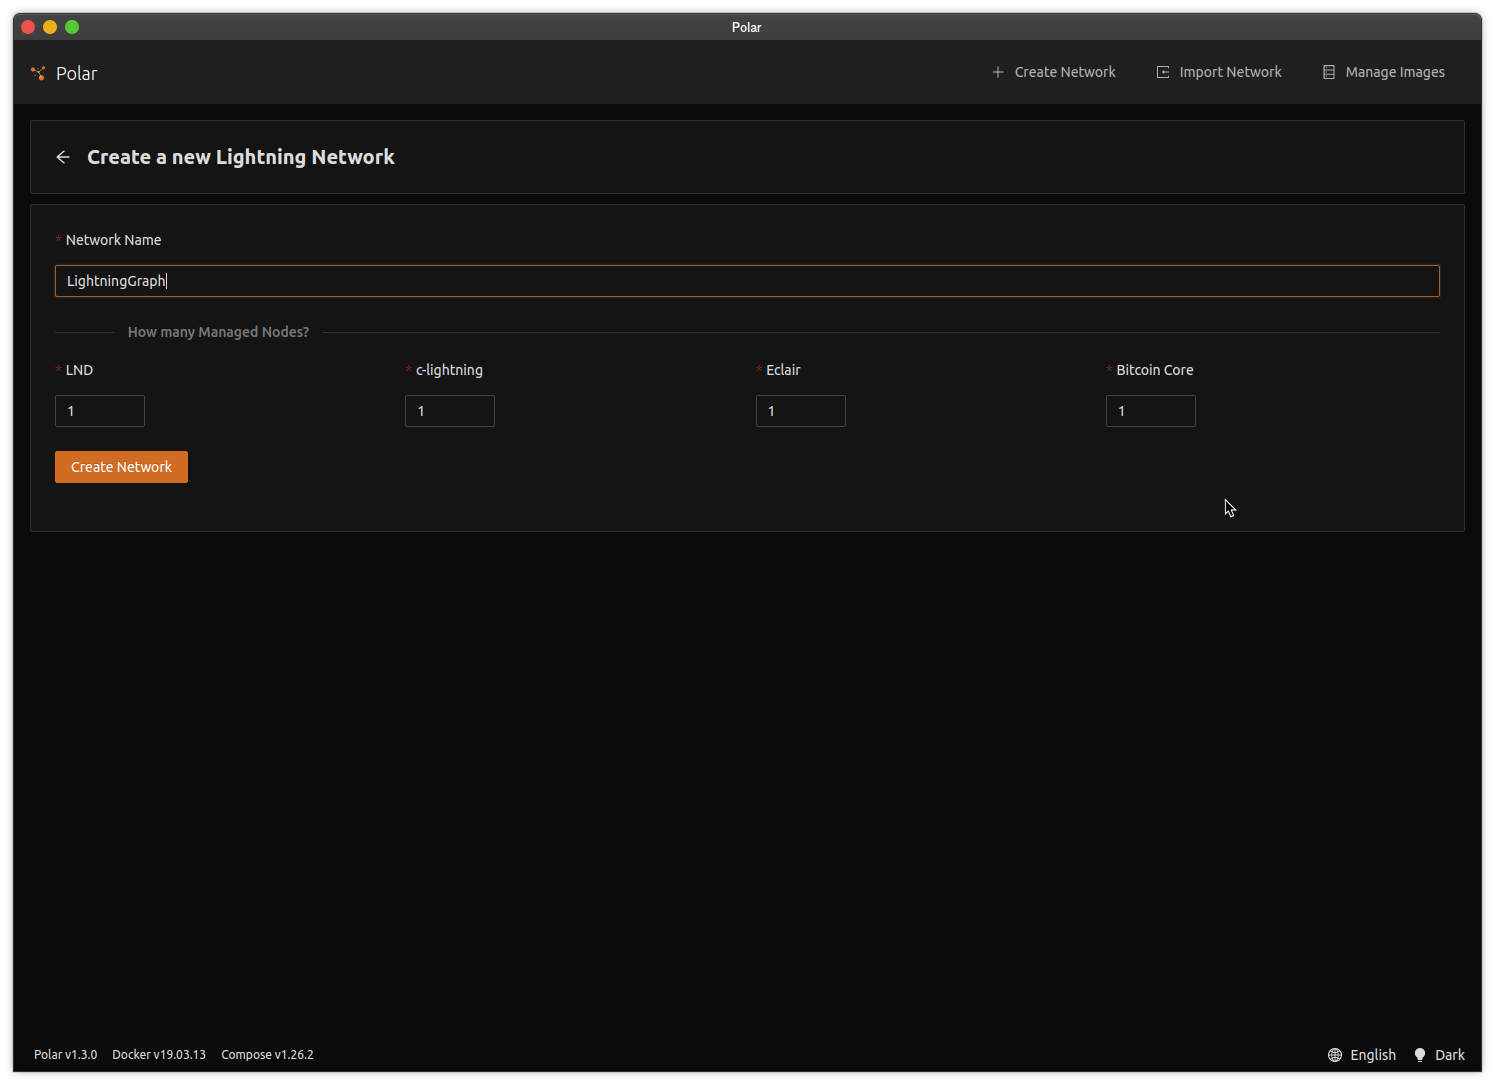 Polar
Polar
Create Network
Import Network
Manage Images
Create a new Lightning Network
* Network Name
LightningGraph
How many Managed Nodes?
* LND
* c-lightning
* Eclair
* Bitcoin Core
1
1
1
1
Create Network
Polar v1.3.0 Docker v19.03.13 Compose v1.26.2
English
Dark